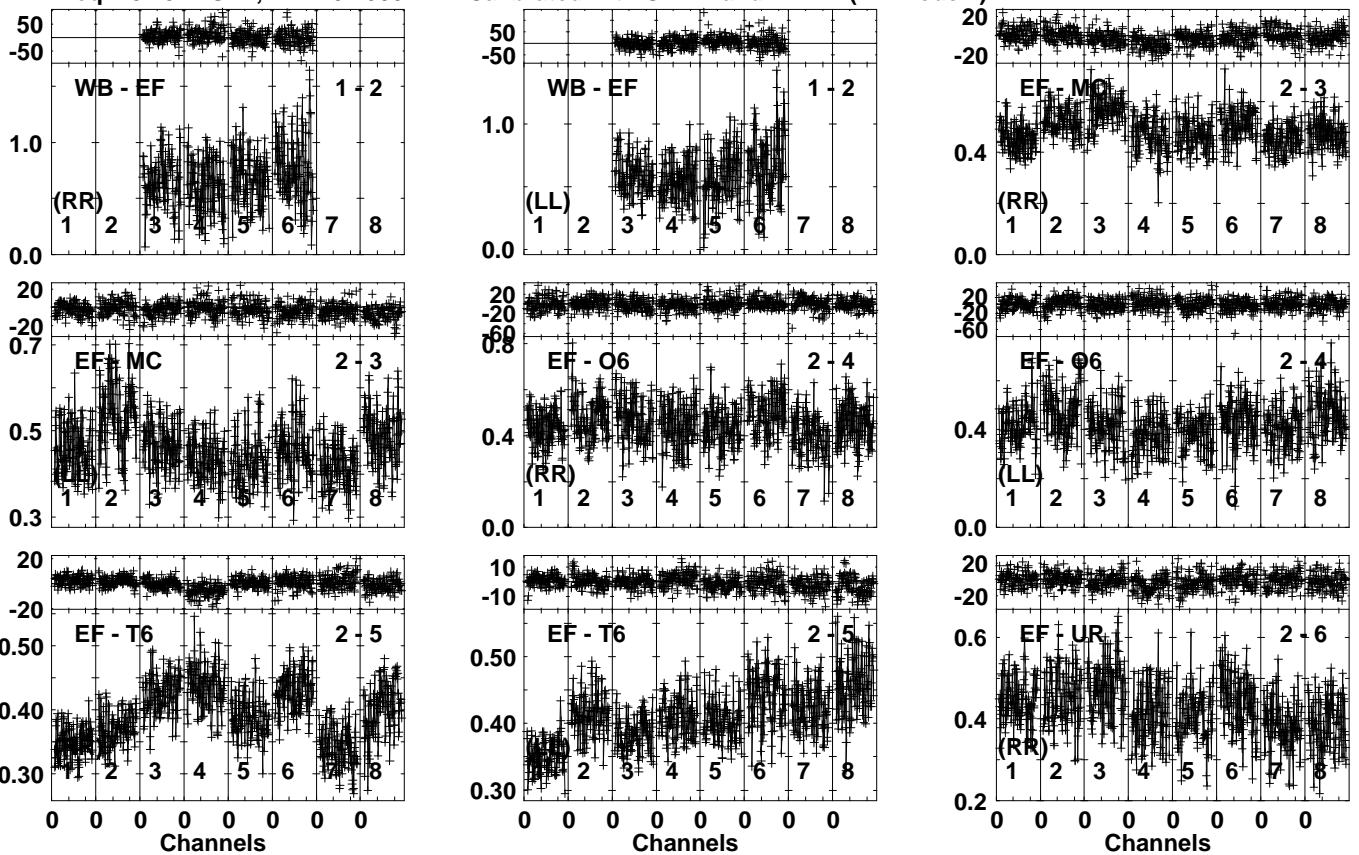 50
-50
WB - EF 1 - 2
1.0
(RR)
1 2 3 4 5 6 7 8
0.0
50
-50
WB - EF 1 - 2
1.0
(LL)
1 2 3 4 5 6 7 8
0.0
20
-20
EF - MC 2 - 3
0.4
(RR)
1 2 3 4 5 6 7 8
0.0
20
-20
0.7
EF - MC 2 - 3
0.5
(LL)
1 2 3 4 5 6 7 8
0.3
20
-20
-60
0.8
EF - O6 2 - 4
0.4
(RR)
1 2 3 4 5 6 7 8
0.0
20
-20
-60
EF - O6 2 - 4
0.4
(LL)
1 2 3 4 5 6 7 8
0.0
20
-20
EF - T6 2 - 5
0.50
0.40
0.30
1 2 3 4 5 6 7 8
0 0 0 0 0 0 0 0
Channels
10
-10
EF - T6 2 - 5
0.50
0.40
(LL)
1 2 3 4 5 6 7 8
0.30
0 0 0 0 0 0 0 0
Channels
20
-20
EF - UR 2 - 6
0.6
0.4
(RR)
1 2 3 4 5 6 7 8
0.2
0 0 0 0 0 0 0 0
Channels